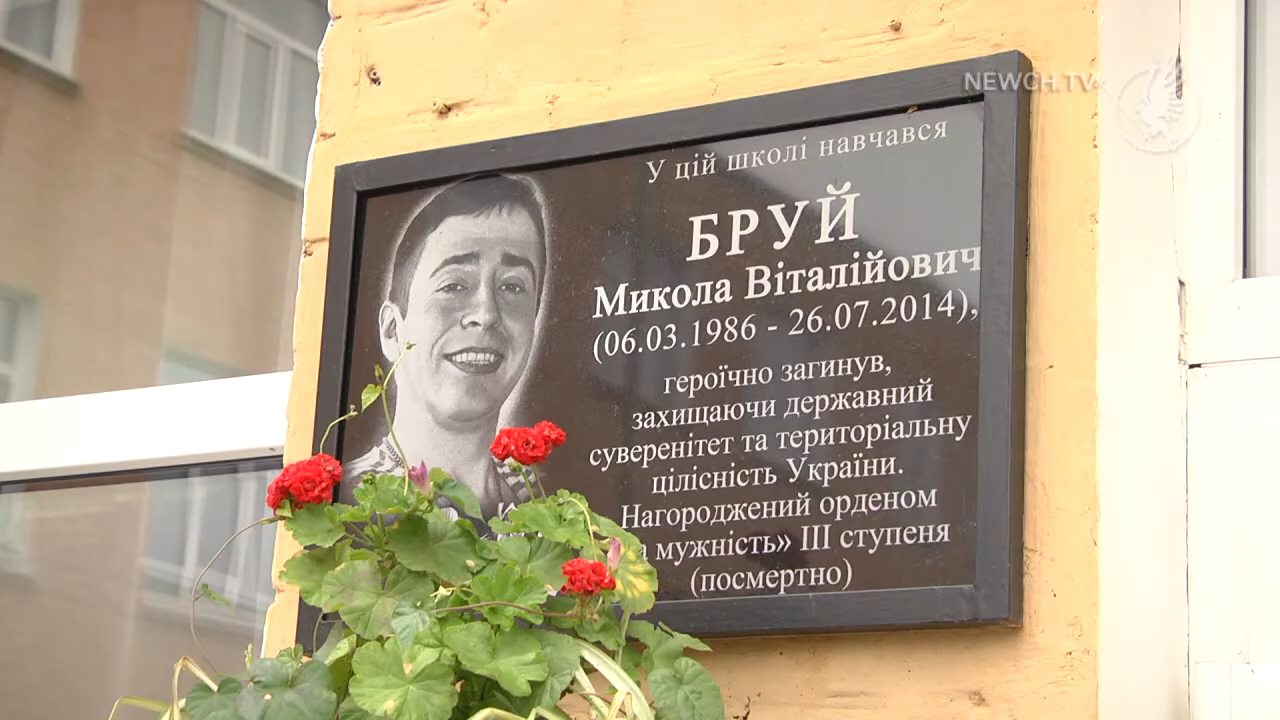 NEWCH.TV
У цій школі навчався
БРУЙ
Микола Віталійович
(06.03.1986 - 26.07.2014),
героїчно загинув,
захищаючи державний
суверенітет та територіальну
цілісність України.
Нагороджений орденом
мужність» III ступеня
(посмертно)